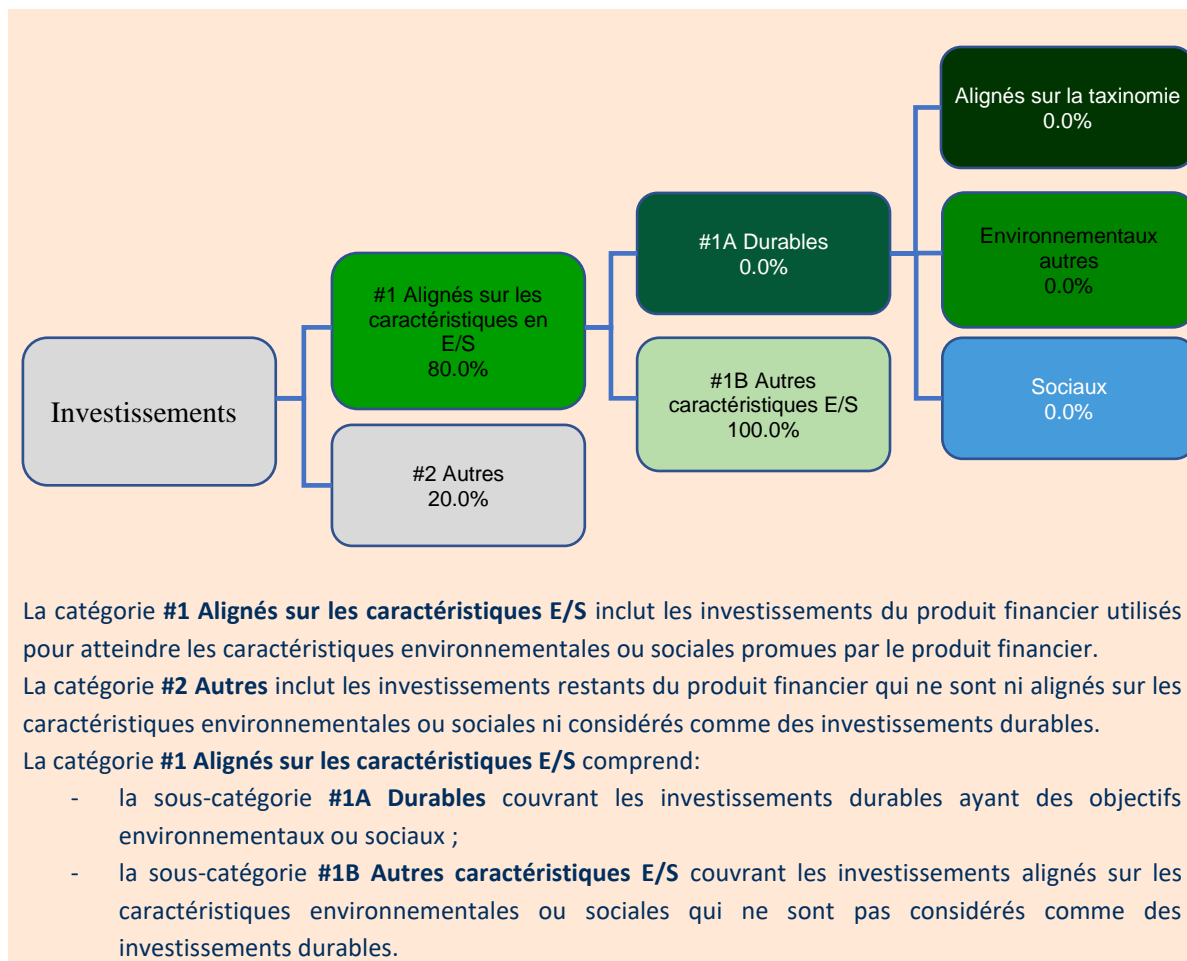 Investissements
#1 Alignés sur les
caractéristiques en
E/S
80.0%
#2 Autres
20.0%
#1A Durables
0.0%
#1B Autres
caractéristiques E/S
100.0%
Alignés sur la taxinomie
0.0%
Environnementaux
autres
0.0%
Sociaux
0.0%
La catégorie #1 Alignés sur les caractéristiques E/S inclut les investissements du produit financier utilisés
pour atteindre les caractéristiques environnementales ou sociales promues par le produit financier.
La catégorie #2 Autres inclut les investissements restants du produit financier qui ne sont ni alignés sur les
caractéristiques environnementales ou sociales ni considérés comme des investissements durables.
La catégorie #1 Alignés sur les caractéristiques E/S comprend:
- la sous-catégorie #1A Durables couvrant les investissements durables ayant des objectifs
environnementaux ou sociaux ;
- la sous-catégorie #1B Autres caractéristiques E/S couvrant les investissements alignés sur les
caractéristiques environnementales ou sociales qui ne sont pas considérés comme des
investissements durables.